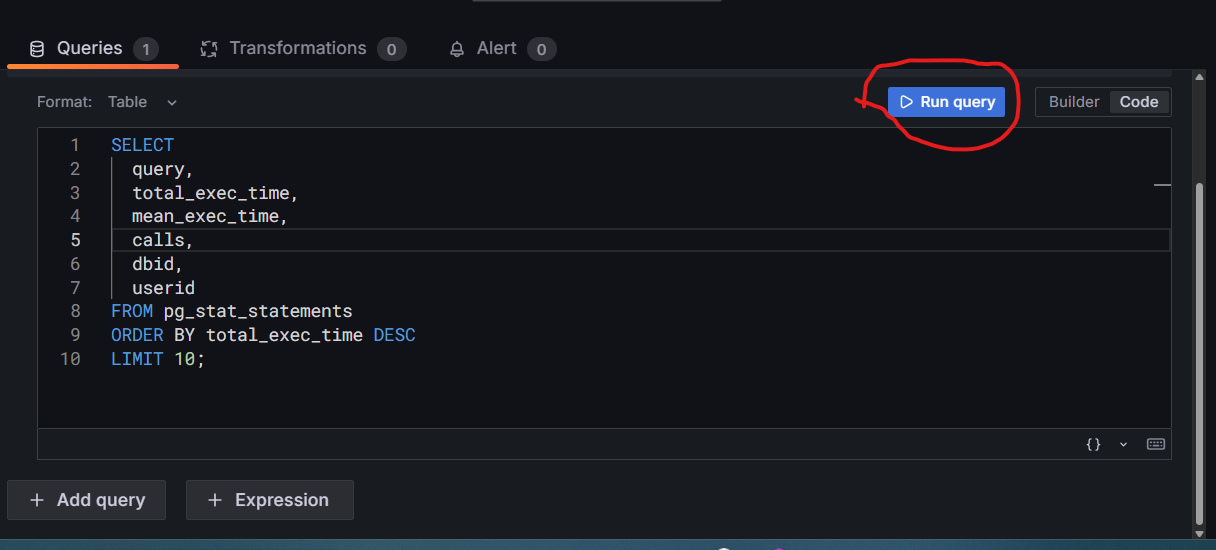 Queries 1 Transformations 0 Alert 0
Format: Table Run query Builder Code
1 SELECT
2 query,
3 total_exec_time,
4 mean_exec_time,
5 calls,
6 dbid,
7 userid
8 FROM pg_stat_statements
9 ORDER BY total_exec_time DESC
10 LIMIT 10;
{}
+ Add query + Expression